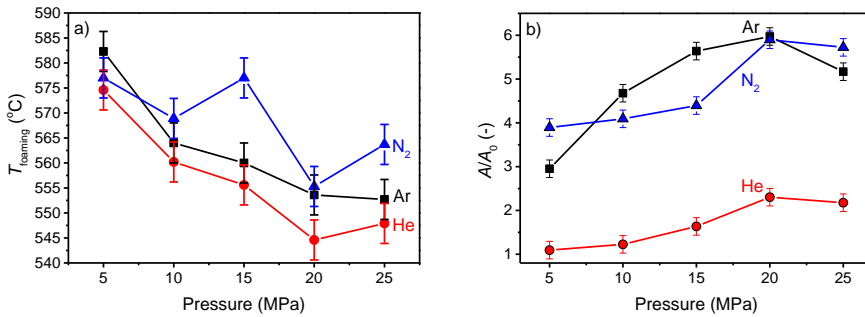 a)
590
585
580
575
570
565
560
555
550
545
540
T_foaming (°C)
N₂
Ar
He
5 10 15 20 25
Pressure (MPa)
b)
6
5
4
3
2
1
A/A₀ (-)
Ar
N₂
He
5 10 15 20 25
Pressure (MPa)